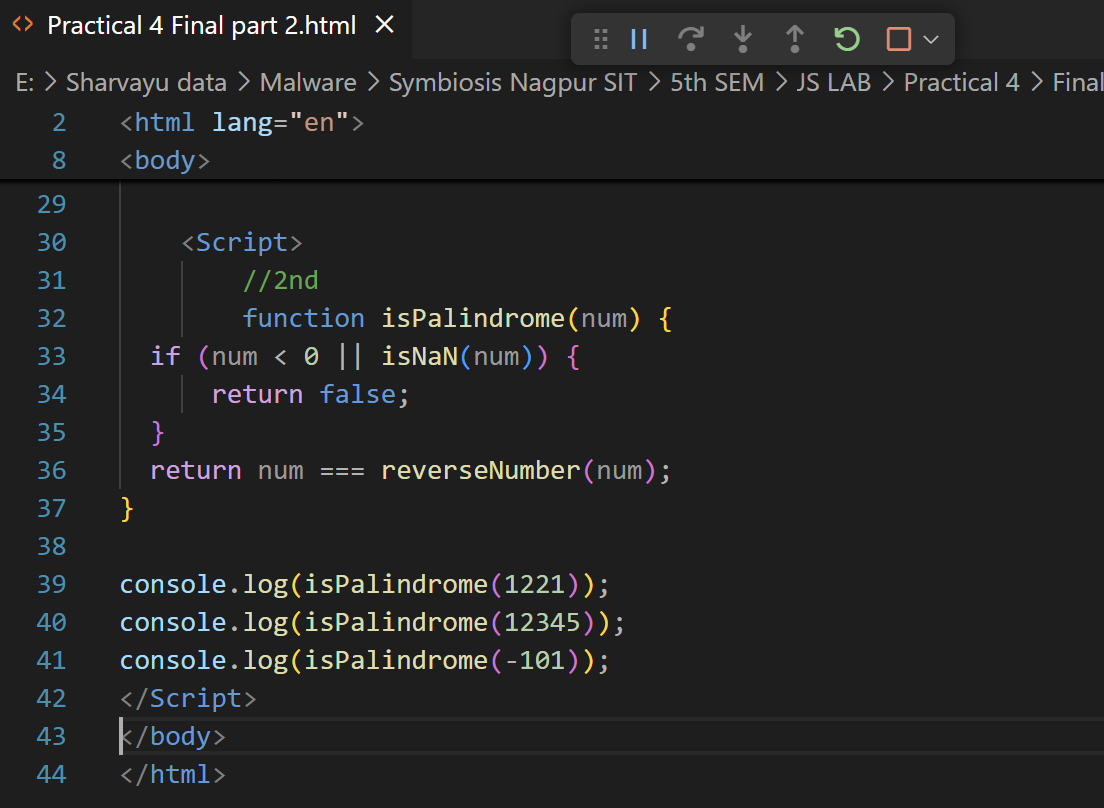 <> Practical 4 Final part 2.html ×
E: > Sharvayu data > Malware > Symbiosis Nagpur SIT > 5th SEM > JS LAB > Practical 4 > Final
2 <html lang="en">
8 <body>
29
30 <Script>
31 //2nd
32 function isPalindrome(num) {
33 if (num < 0 || isNaN(num)) {
34 return false;
35 }
36 return num === reverseNumber(num);
37 }
38
39 console.log(isPalindrome(1221));
40 console.log(isPalindrome(12345));
41 console.log(isPalindrome(-101));
42 </Script>
43 </body>
44 </html>